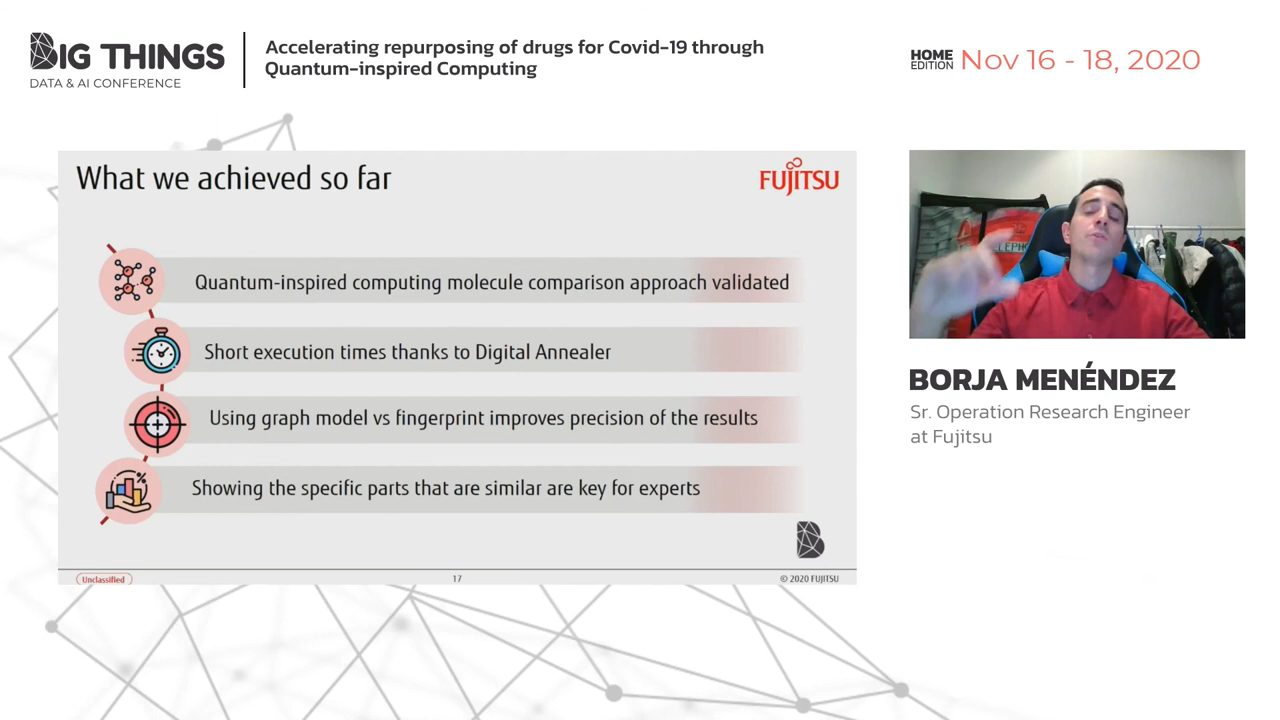 BIG THINGS
DATA & AI CONFERENCE
Accelerating repurposing of drugs for Covid-19 through
Quantum-inspired Computing
HOME
EDITION
Nov 16 - 18, 2020
What we achieved so far
FUJITSU
Quantum-inspired computing molecule comparison approach validated
Short execution times thanks to Digital Annealer
Using graph model vs fingerprint improves precision of the results
Showing the specific parts that are similar are key for experts
B
Unclassified
17
© 2020 FUJITSU
BORJA MENÉNDEZ
Sr. Operation Research Engineer
at Fujitsu